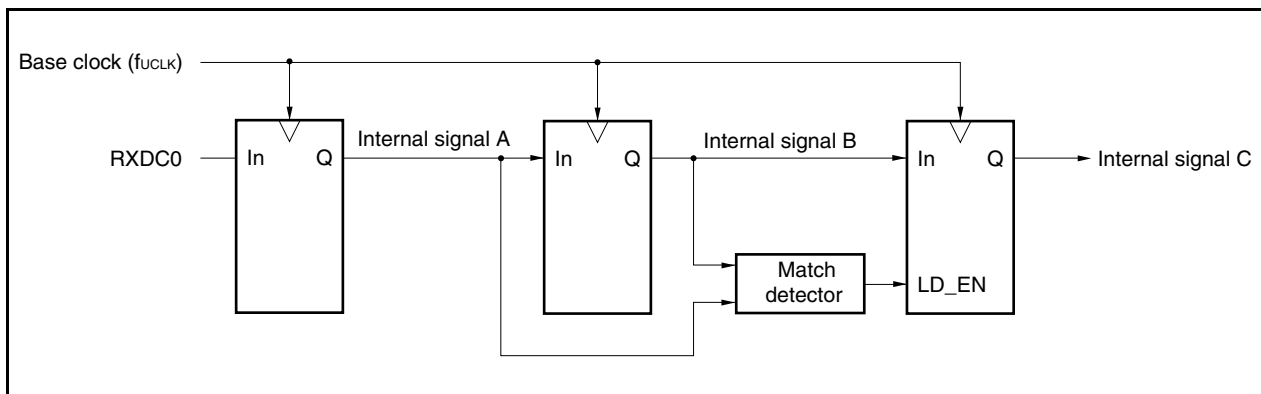 Base clock (fUCLK)
RXDC0
In
Q
Internal signal A
In
Q
Internal signal B
In
Q
Internal signal C
Match
detector
LD_EN